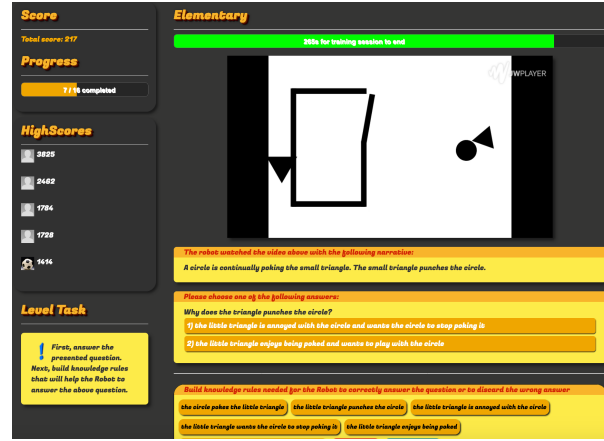 Score
Total score: 217
Progress
7 / 16 completed
HighScores
3825
2462
1784
1728
1414
Level Task
First, answer the
presented question.
Next, build knowledge rules
that will help the Robot to
answer the above question.
Elementary
for training session to end
PLAYER
The robot watched the video above with the following narrative:
A circle is continually poking the small triangle. The small triangle punches the circle.
Please choose one of the following answers:
Why does the triangle punches the circle?
1) the little triangle is annoyed with the circle and wants the circle to stop poking it
2) the little triangle enjoys being poked and wants to play with the circle
Build knowledge rules needed for the Robot to correctly answer the question or to discard the wrong answer
the circle pokes the little triangle
the little triangle punches the circle
the little triangle is annoyed with the circle
the little triangle wants the circle to stop poking it
the little triangle enjoys being poked